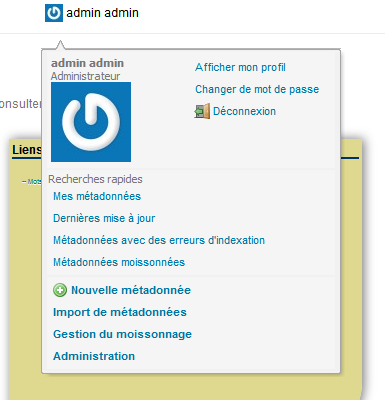 admin admin
admin admin
Administrateur
Afficher mon profil
Changer de mot de passe
Déconnexion
onsulter
Liens
Recherches rapides
– Mots
Mes métadonnées
Dernières mise à jour
Métadonnées avec des erreurs d'indexation
Métadonnées moissonnées
Nouvelle métadonnée
Import de métadonnées
Gestion du moissonnage
Administration